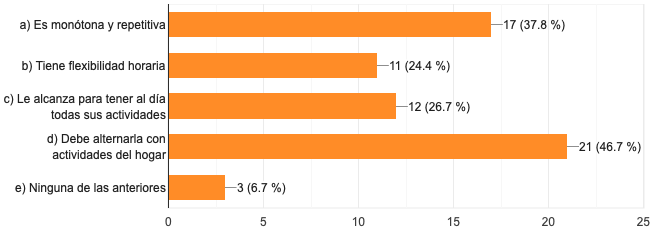 a) Es monótona y repetitiva
17 (37.8 %)
b) Tiene flexibilidad horaria
11 (24.4 %)
c) Le alcanza para tener al día
todas sus actividades
12 (26.7 %)
d) Debe alternarla con
actividades del hogar
21 (46.7 %)
e) Ninguna de las anteriores
3 (6.7 %)
0 5 10 15 20 25